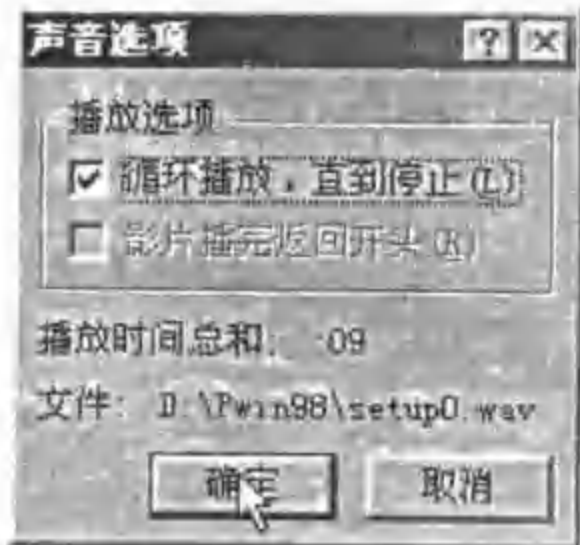 声音选项
播放选项
循环播放，直到停止(L)
影片播完返回开头(R)
播放时间总和: :09
文件: D:\Pwin98\setup0.wav
确定 取消